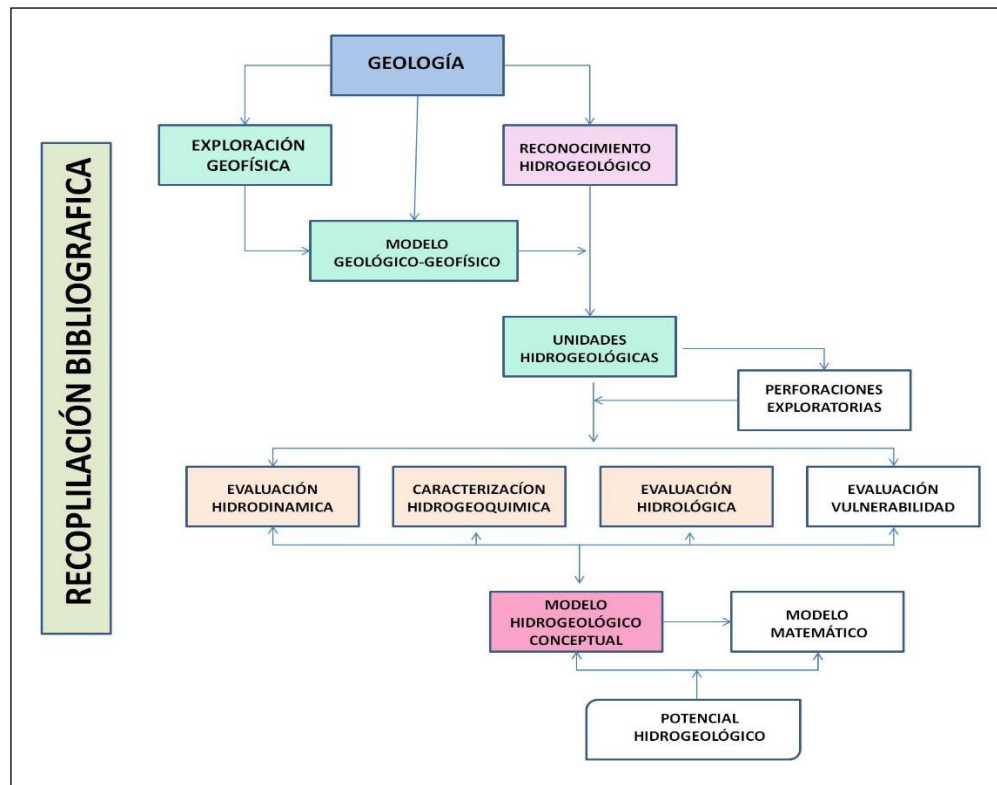 GEOLOGÍA
EXPLORACIÓN
GEOFÍSICA
RECONOCIMIENTO
HIDROGEOLÓGICO
MODELO
GEOLÓGICO-GEOFÍSICO
UNIDADES
HIDROGEOLÓGICAS
PERFORACIONES
EXPLORATORIAS
EVALUACIÓN
HIDRODINAMICA
CARACTERIZACÍON
HIDROGEOQUIMICA
EVALUACIÓN
HIDROLÓGICA
EVALUACIÓN
VULNERABILIDAD
MODELO
HIDROGEOLÓGICO
CONCEPTUAL
MODELO
MATEMÁTICO
POTENCIAL
HIDROGEOLÓGICO
RECOPLILACIÓN BIBLIOGRAFICA